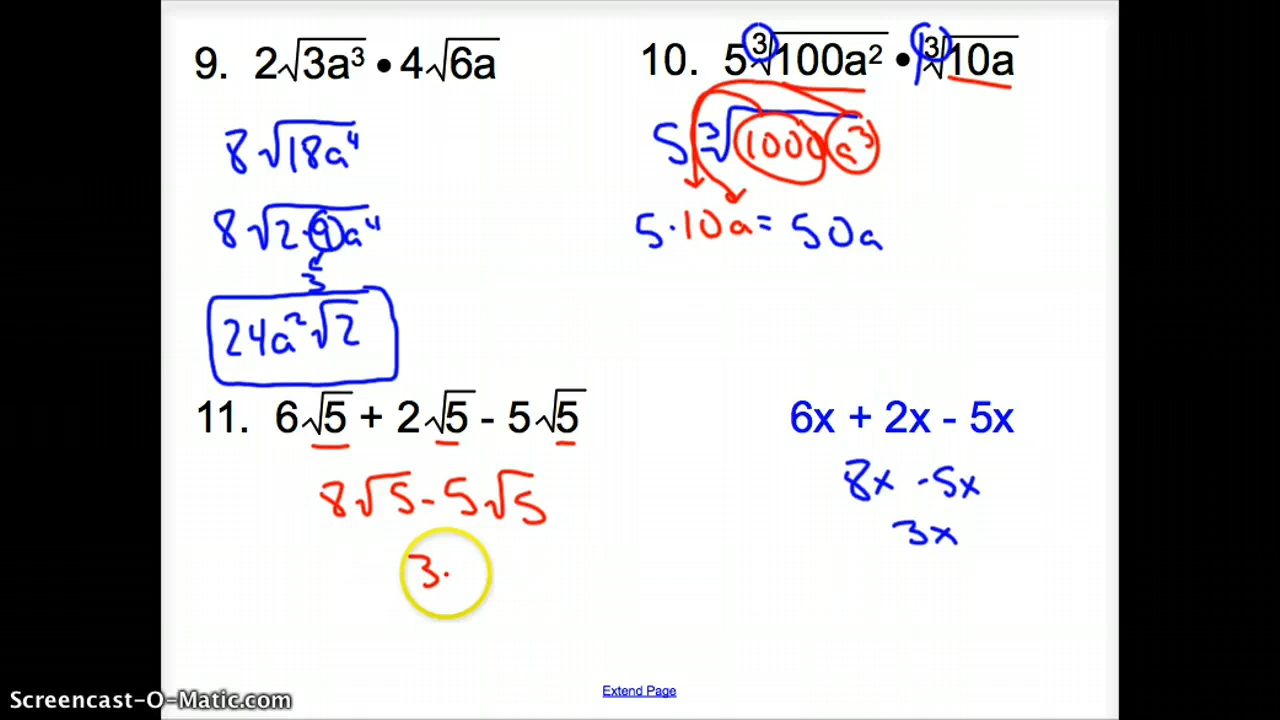 9. 2√3a³ • 4√6a
8√18a⁴
8√2·9a⁴
3
24a²√2
10. 5∛100a² • 1∛10a
5∛1000a³
5·10a = 50a
11. 6√5 + 2√5 - 5√5
8√5 - 5√5
3·
6x + 2x - 5x
8x - 5x
3x
Extend Page
Screencast-O-Matic.com